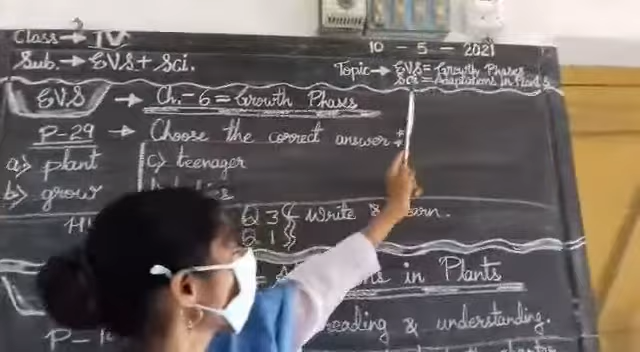 Class → IV
10 - 5 - 2021
Sub. → EVS + Sci.
Topic → EVS = Growth Phases
Sci = Adaptations in Plants
EVS → Ch.- 6 = Growth Phases
P-29 → Choose the correct answer :-
a) plant
c) teenager
b) grow
Q 3 } Write & learn.
Q 1 }
in Plants
reading & understanding.